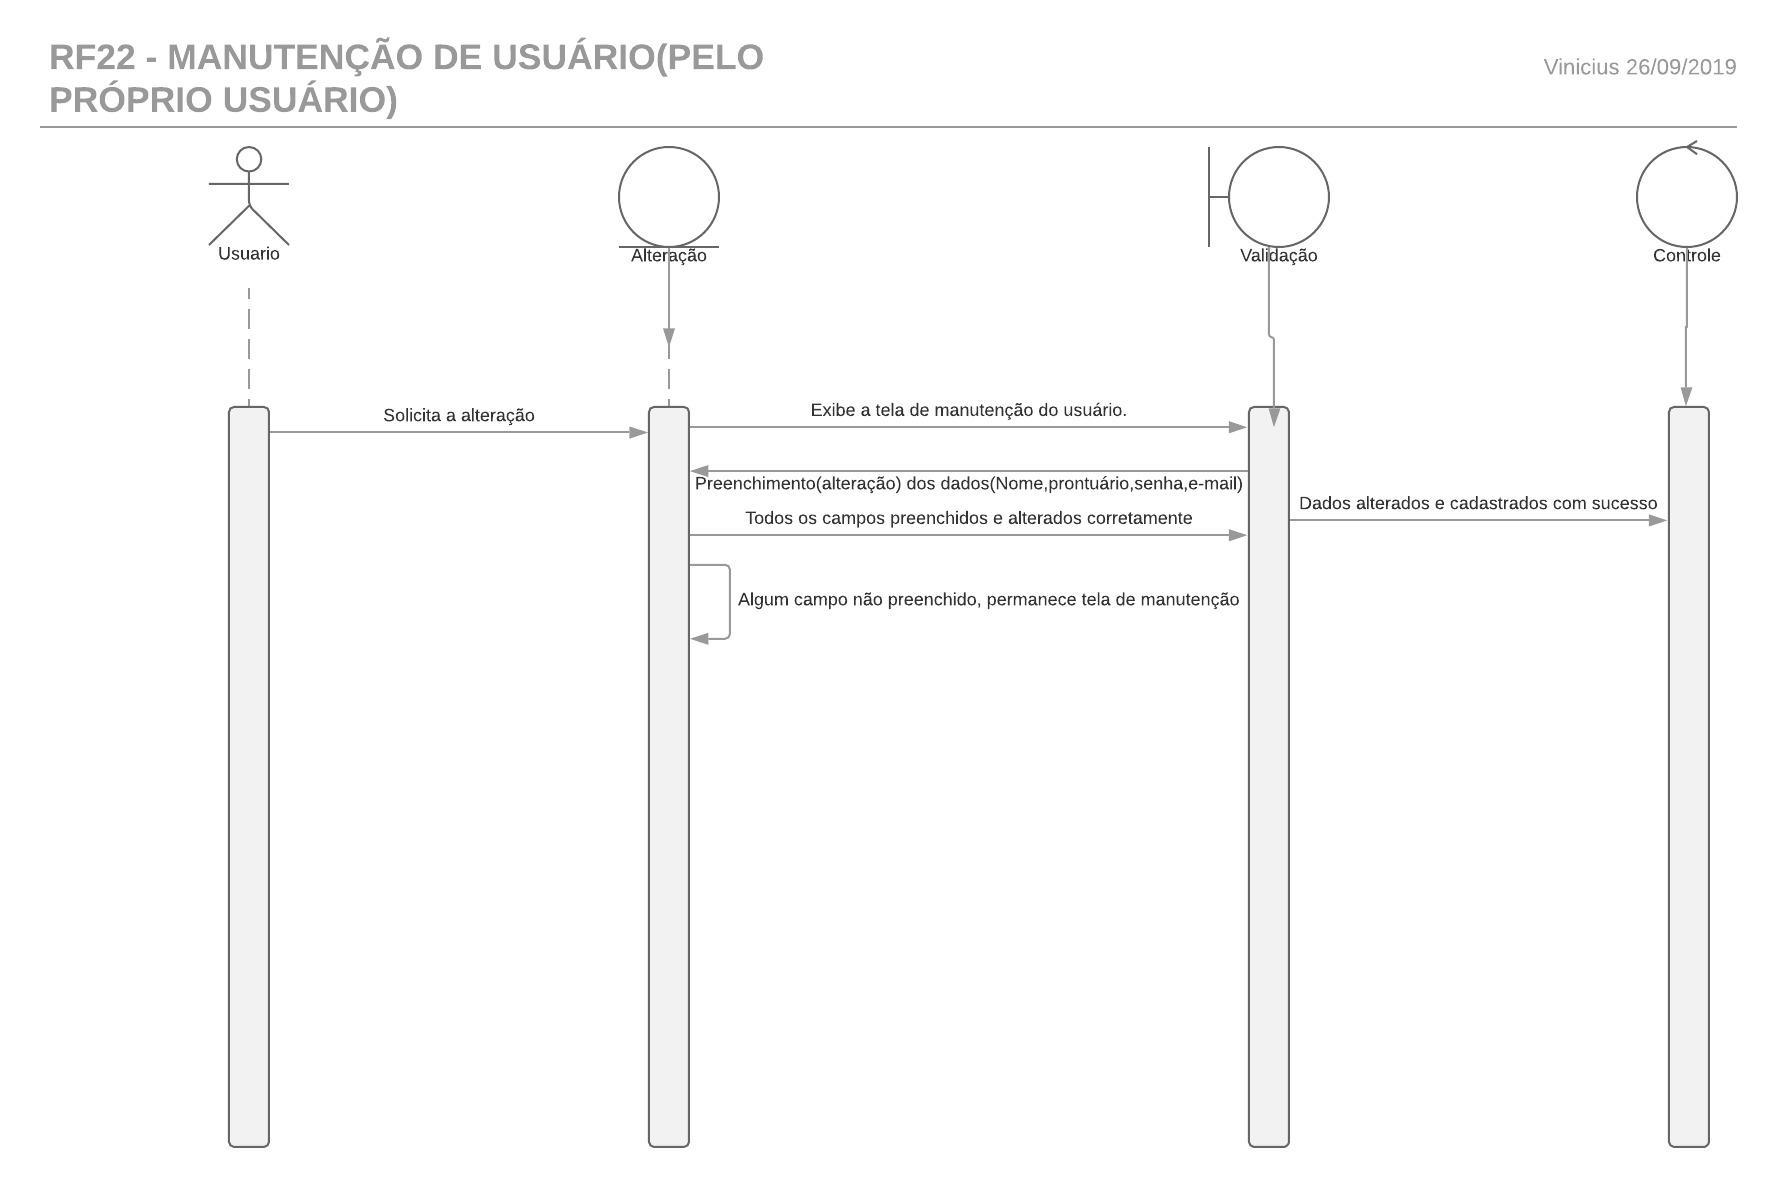 RF22 - MANUTENÇÃO DE USUÁRIO(PELO
PRÓPRIO USUÁRIO)
Vinicius 26/09/2019
Usuario
Alteração
Validação
Controle
Solicita a alteração
Exibe a tela de manutenção do usuário.
Preenchimento(alteração) dos dados(Nome,prontuário,senha,e-mail)
Dados alterados e cadastrados com sucesso
Todos os campos preenchidos e alterados corretamente
Algum campo não preenchido, permanece tela de manutenção